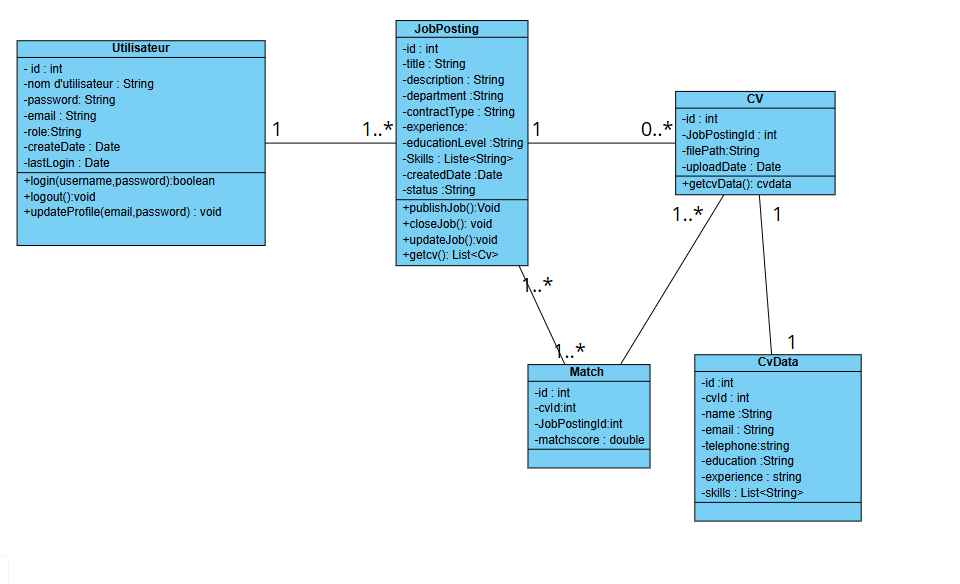 Utilisateur
- id : int
-nom d'utilisateur : String
-password: String
-email : String
-role:String
-createDate : Date
-lastLogin : Date
+login(username,password):boolean
+logout():void
+updateProfile(email,password) : void
1
1..*
JobPosting
-id : int
-title : String
-description : String
-department :String
-contractType : String
-experience:
-educationLevel :String
-Skills : Liste<String>
-createdDate :Date
-status :String
+publishJob():Void
+closeJob(): void
+updateJob():void
+getcv(): List<Cv>
1
0..*
CV
-id : int
-JobPostingId : int
-filePath:String
-uploadDate : Date
+getcvData(): cvdata
1..*
1
1..*
1..*
1
Match
-id : int
-cvId:int
-JobPostingId:int
-matchscore : double
CvData
-id :int
-cvId : int
-name :String
-email : String
-telephone:string
-education :String
-experience : string
-skills : List<String>